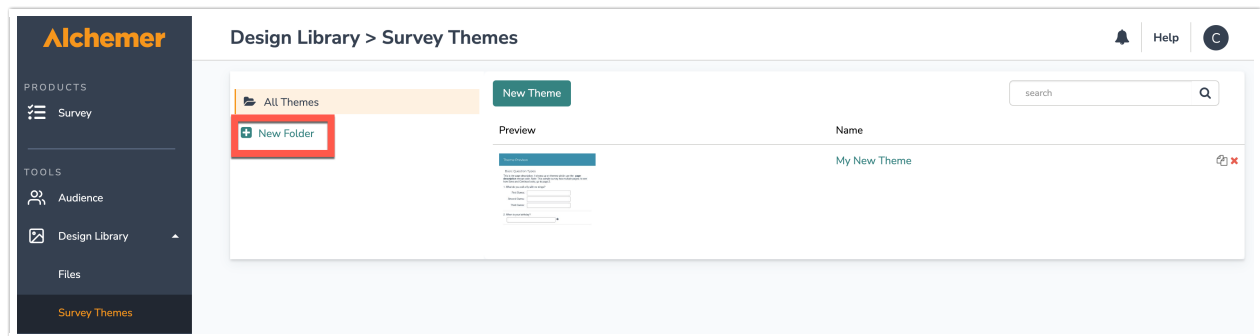 Alchemer
Design Library > Survey Themes
Help
C
PRODUCTS
Survey
TOOLS
Audience
Design Library
Files
Survey Themes
All Themes
New Folder
New Theme
search
Preview
Name
My New Theme